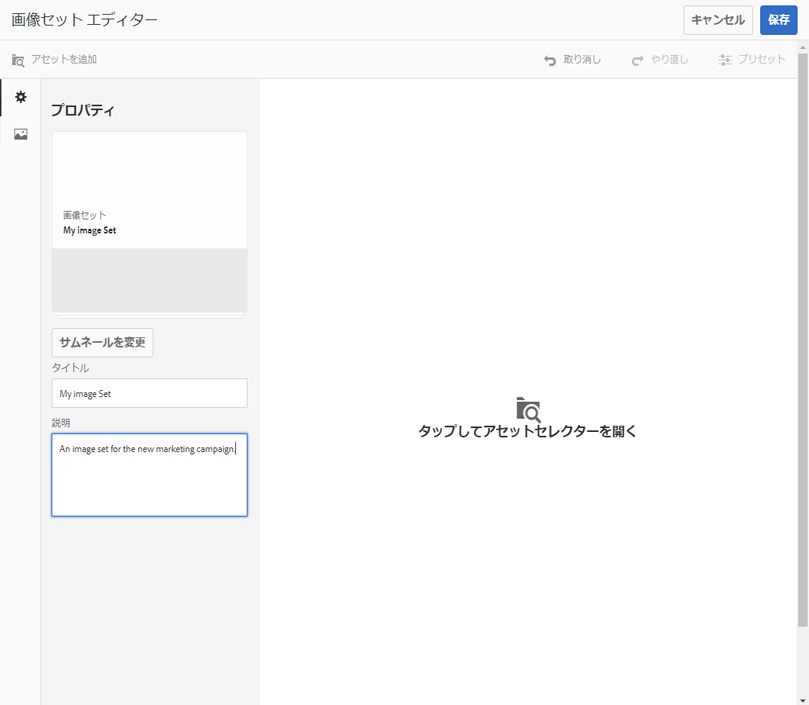 画像セット エディター
キャンセル
保存
アセットを追加
取り消し
やり直し
プリセット
プロパティ
画像セット
My image Set
サムネールを変更
タイトル
My image Set
説明
An image set for the new marketing campaign.
タップしてアセットセレクターを開く